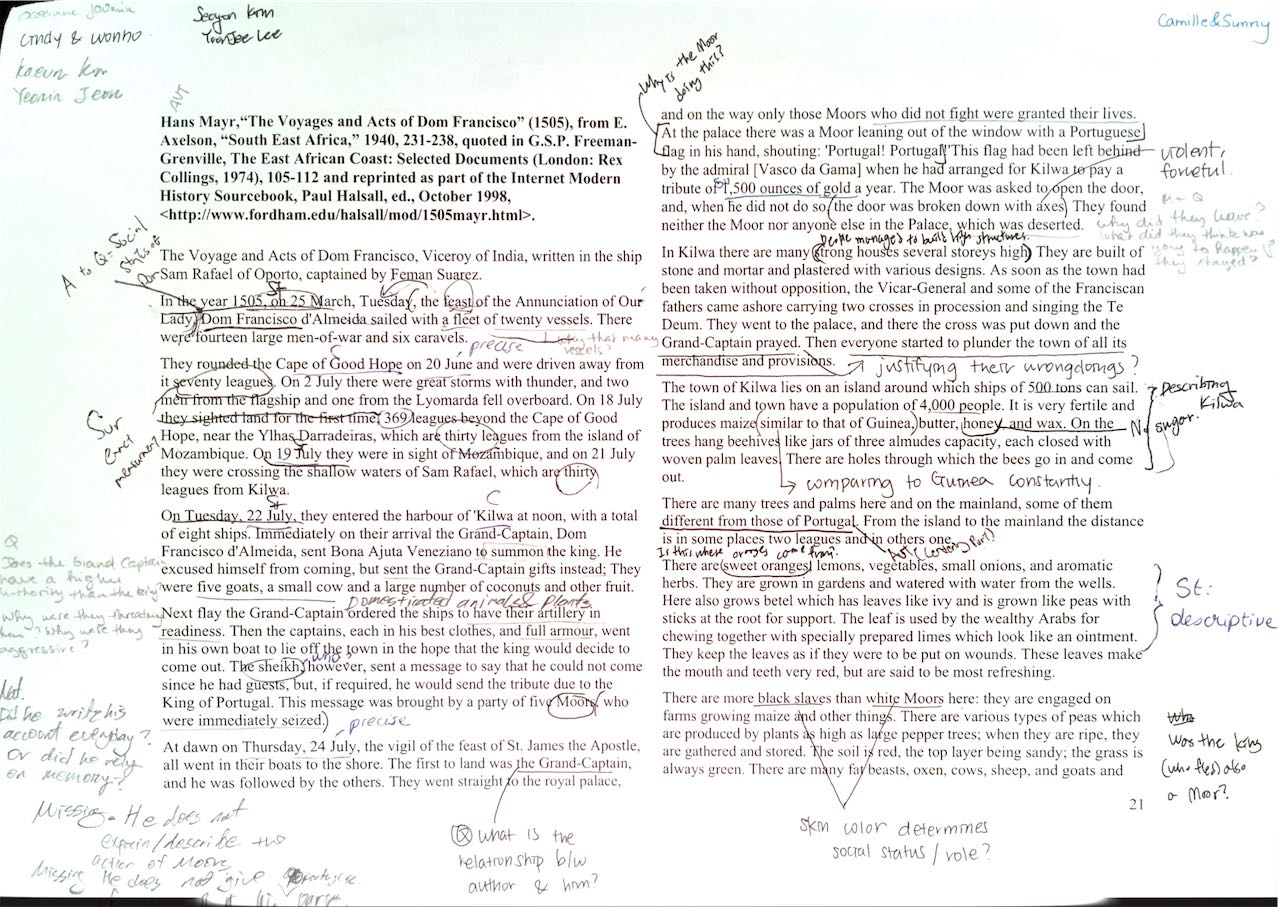 Cindy & Wonho
Seoyon Kim
YoonJee Lee
Kaeun Kim
Yeonin Jeon
Camille&Sunny
AUT
Hans Mayr,“The Voyages and Acts of Dom Francisco” (1505), from E.
Axelson, “South East Africa,” 1940, 231-238, quoted in G.S.P. Freeman-
Grenville, The East African Coast: Selected Documents (London: Rex
Collings, 1974), 105-112 and reprinted as part of the Internet Modern
History Sourcebook, Paul Halsall, ed., October 1998,
<http://www.fordham.edu/halsall/mod/1505mayr.html>.
A to Q: Social
Status of
Dom
The Voyage and Acts of Dom Francisco, Viceroy of India, written in the ship
Sam Rafael of Oporto, captained by Feman Suarez.
St
In the year 1505, on 25 March, Tuesday, the feast of the Annunciation of Our
Lady, Dom Francisco d'Almeida sailed with a fleet of twenty vessels. There
were fourteen large men-of-war and six caravels.
that many
vessels?
C
precise
They rounded the Cape of Good Hope on 20 June and were driven away from
it seventy leagues. On 2 July there were great storms with thunder, and two
men from the flagship and one from the Lyomarda fell overboard. On 18 July
they sighted land for the first time, 369 leagues beyond the Cape of Good
Hope, near the Ylhas Darradeiras, which are thirty leagues from the island of
Mozambique. On 19 July they were in sight of Mozambique, and on 21 July
they were crossing the shallow waters of Sam Rafael, which are thirty
leagues from Kilwa.
Sur
St
C
On Tuesday, 22 July, they entered the harbour of 'Kilwa at noon, with a total
of eight ships. Immediately on their arrival the Grand-Captain, Dom
Francisco d'Almeida, sent Bona Ajuta Veneziano to summon the king. He
excused himself from coming, but sent the Grand-Captain gifts instead; They
were five goats, a small cow and a large number of coconuts and other fruit.
Domesticated animals & plants
Q
Does the Grand Captain
have a higher
authority than the king?
Why were they threatening
him? Why were they
aggressive?
Next flay the Grand-Captain ordered the ships to have their artillery in
readiness. Then the captains, each in his best clothes, and full armour, went
in his own boat to lie off the town in the hope that the king would decide to
come out. The sheikh, however, sent a message to say that he could not come
who?
since he had guests, but, if required, he would send the tribute due to the
King of Portugal. This message was brought by a party of five Moors, who
were immediately seized.
precise
Nat.
Did he write his
account everyday?
Or did he rely
on memory?
At dawn on Thursday, 24 July, the vigil of the feast of St. James the Apostle,
all went in their boats to the shore. The first to land was the Grand-Captain,
and he was followed by the others. They went straight to the royal palace,
Missing - He does not
expain/describe the
action of Moors
Missing He does not give
Q what is the
relationship b/w
author & him?
Why is the Moor
doing this?
and on the way only those Moors who did not fight were granted their lives.
At the palace there was a Moor leaning out of the window with a Portuguese
flag in his hand, shouting: 'Portugal! Portugal!'This flag had been left behind
by the admiral [Vasco da Gama] when he had arranged for Kilwa to pay a
tribute of 1,500 ounces of gold a year. The Moor was asked to open the door,
and, when he did not do so, the door was broken down with axes. They found
neither the Moor nor anyone else in the Palace, which was deserted.
violent,
forceful.
why did they leave?
what did they think was
going to happen if
they stayed?
People managed to build high structures.
In Kilwa there are many strong houses several storeys high. They are built of
stone and mortar and plastered with various designs. As soon as the town had
been taken without opposition, the Vicar-General and some of the Franciscan
fathers came ashore carrying two crosses in procession and singing the Te
Deum. They went to the palace, and there the cross was put down and the
Grand-Captain prayed. Then everyone started to plunder the town of all its
merchandise and provisions.
justifying their wrongdoings?
The town of Kilwa lies on an island around which ships of 500 tons can sail.
The island and town have a population of 4,000 people. It is very fertile and
produces maize similar to that of Guinea, butter, honey and wax. On the
trees hang beehives like jars of three almudes capacity, each closed with
woven palm leaves. There are holes through which the bees go in and come
out.
Describing
Kilwa
No sugar.
comparing to Guinea constantly.
There are many trees and palms here and on the mainland, some of them
different from those of Portugal. From the island to the mainland the distance
is in some places two leagues and in others one.
Is this where oranges come from?
There are sweet oranges, lemons, vegetables, small onions, and aromatic
herbs. They are grown in gardens and watered with water from the wells.
Here also grows betel which has leaves like ivy and is grown like peas with
sticks at the root for support. The leaf is used by the wealthy Arabs for
chewing together with specially prepared limes which look like an ointment.
They keep the leaves as if they were to be put on wounds. These leaves make
the mouth and teeth very red, but are said to be most refreshing.
St:
descriptive
There are more black slaves than white Moors here: they are engaged on
farms growing maize and other things. There are various types of peas which
are produced by plants as high as large pepper trees; when they are ripe, they
are gathered and stored. The soil is red, the top layer being sandy; the grass is
always green. There are many fat beasts, oxen, cows, sheep, and goats and
Who
Was the king
(who fled) also
a Moor?
21
skin color determines
social status / role?